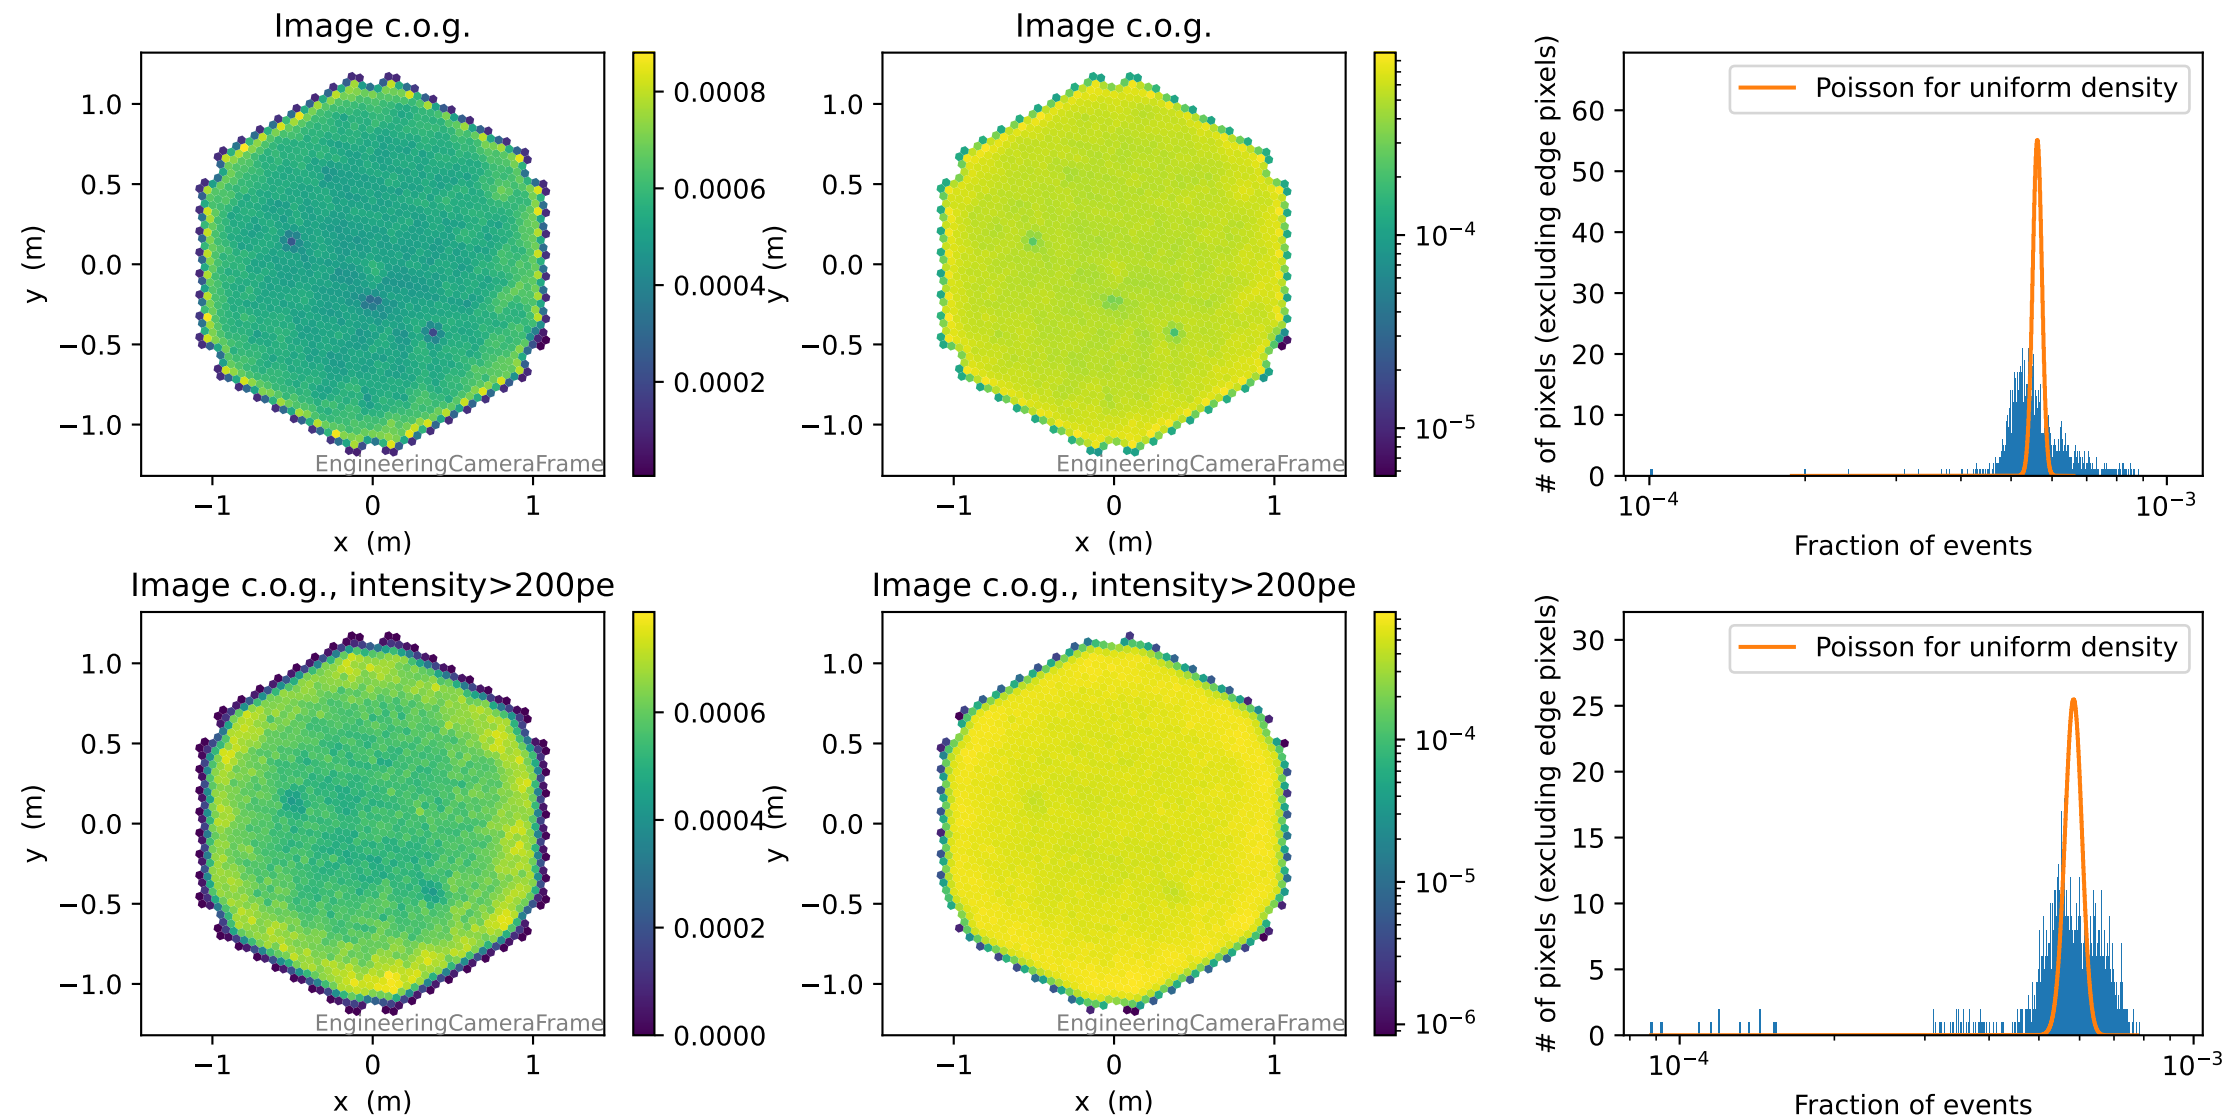 Image c.o.g.
1.0
0.5
0.0
−0.5
−1.0
y (m)
−1
0
1
x (m)
EngineeringCameraFrame
0.0008
0.0006
0.0004
0.0002
Image c.o.g.
1.0
0.5
0.0
−0.5
−1.0
y (m)
−1
0
1
x (m)
EngineeringCameraFrame
10⁻⁴
10⁻⁵
Poisson for uniform density
# of pixels (excluding edge pixels)
60
50
40
30
20
10
0
10⁻⁴
10⁻³
Fraction of events
Image c.o.g., intensity>200pe
1.0
0.5
0.0
−0.5
−1.0
y (m)
−1
0
1
x (m)
EngineeringCameraFrame
0.0006
0.0004
0.0002
0.0000
Image c.o.g., intensity>200pe
1.0
0.5
0.0
−0.5
−1.0
y (m)
−1
0
1
x (m)
EngineeringCameraFrame
10⁻⁴
10⁻⁵
10⁻⁶
Poisson for uniform density
# of pixels (excluding edge pixels)
30
25
20
15
10
5
0
10⁻⁴
10⁻³
Fraction of events